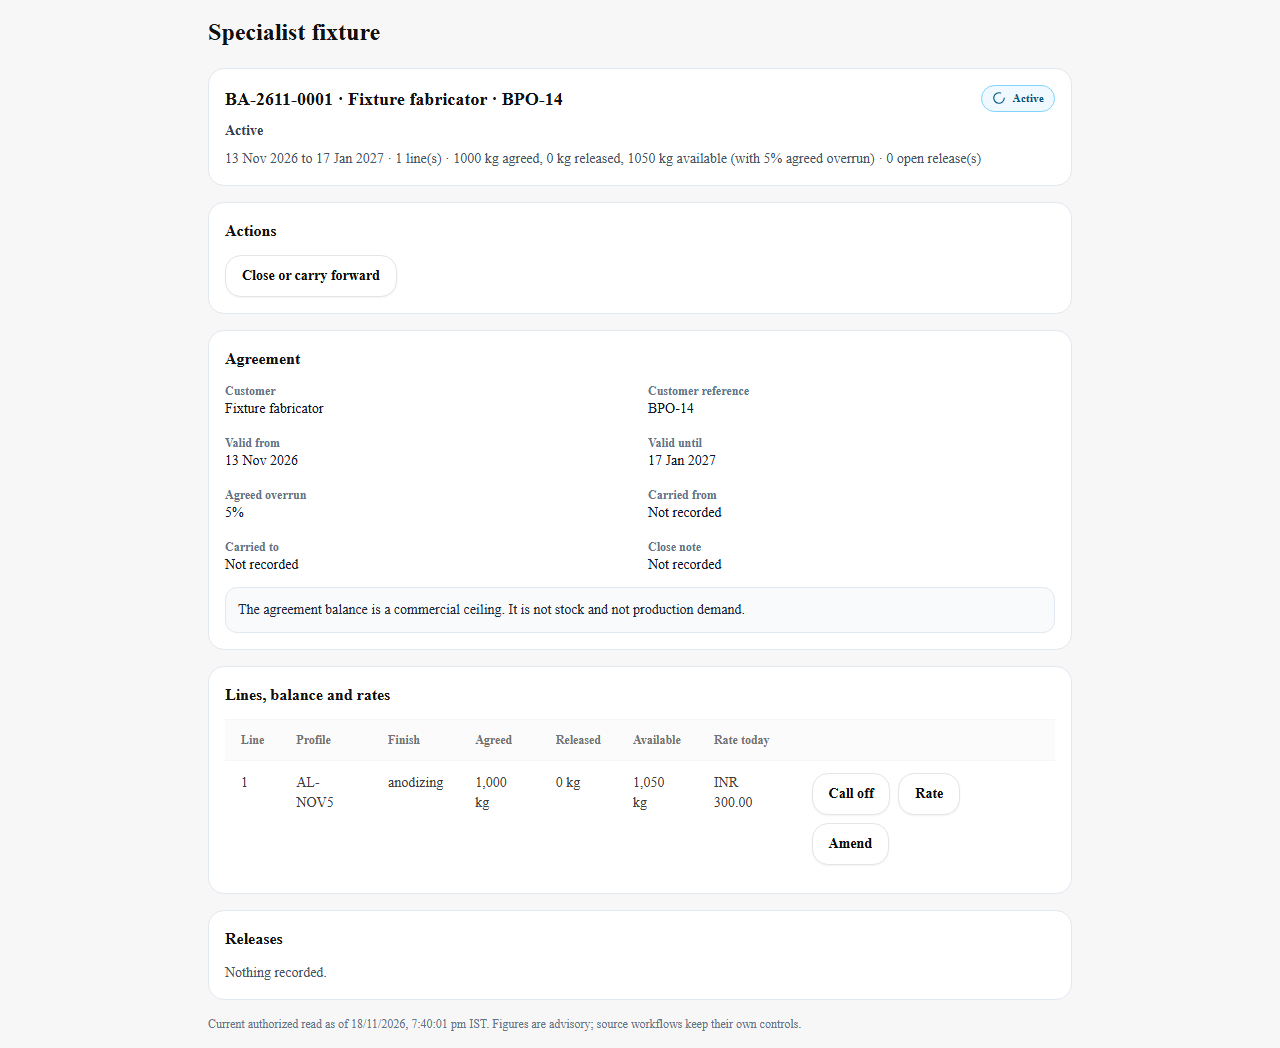 Specialist fixture
BA-2611-0001 · Fixture fabricator · BPO-14
Active
Active
13 Nov 2026 to 17 Jan 2027 · 1 line(s) · 1000 kg agreed, 0 kg released, 1050 kg available (with 5% agreed overrun) · 0 open release(s)
Actions
Close or carry forward
Agreement
Customer
Fixture fabricator
Customer reference
BPO-14
Valid from
13 Nov 2026
Valid until
17 Jan 2027
Agreed overrun
5%
Carried from
Not recorded
Carried to
Not recorded
Close note
Not recorded
The agreement balance is a commercial ceiling. It is not stock and not production demand.
Lines, balance and rates
Line Profile Finish Agreed Released Available Rate today
1 AL- anodizing 1,000 0 kg 1,050 INR Call off Rate
NOV5 kg kg 300.00
Amend
Releases
Nothing recorded.
Current authorized read as of 18/11/2026, 7:40:01 pm IST. Figures are advisory; source workflows keep their own controls.